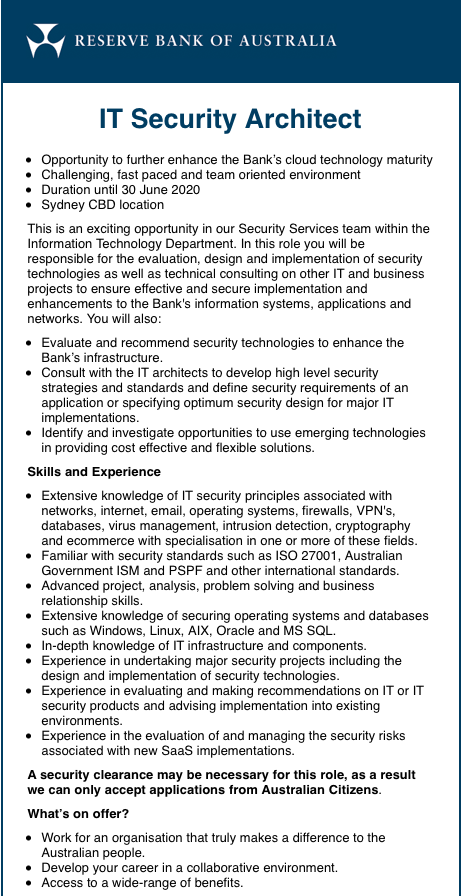 RESERVE BANK OF AUSTRALIA
IT Security Architect
• Opportunity to further enhance the Bank's cloud technology maturity
• Challenging, fast paced and team oriented environment
• Duration until 30 June 2020
• Sydney CBD location
This is an exciting opportunity in our Security Services team within the
Information Technology Department. In this role you will be
responsible for the evaluation, design and implementation of security
technologies as well as technical consulting on other IT and business
projects to ensure effective and secure implementation and
enhancements to the Bank's information systems, applications and
networks. You will also:
• Evaluate and recommend security technologies to enhance the
Bank's infrastructure.
• Consult with the IT architects to develop high level security
strategies and standards and define security requirements of an
application or specifying optimum security design for major IT
implementations.
• Identify and investigate opportunities to use emerging technologies
in providing cost effective and flexible solutions.
Skills and Experience
• Extensive knowledge of IT security principles associated with
networks, internet, email, operating systems, firewalls, VPN's,
databases, virus management, intrusion detection, cryptography
and ecommerce with specialisation in one or more of these fields.
• Familiar with security standards such as ISO 27001, Australian
Government ISM and PSPF and other international standards.
• Advanced project, analysis, problem solving and business
relationship skills.
• Extensive knowledge of securing operating systems and databases
such as Windows, Linux, AIX, Oracle and MS SQL.
• In-depth knowledge of IT infrastructure and components.
• Experience in undertaking major security projects including the
design and implementation of security technologies.
• Experience in evaluating and making recommendations on IT or IT
security products and advising implementation into existing
environments.
• Experience in the evaluation of and managing the security risks
associated with new SaaS implementations.
A security clearance may be necessary for this role, as a result
we can only accept applications from Australian Citizens.
What's on offer?
• Work for an organisation that truly makes a difference to the
Australian people.
• Develop your career in a collaborative environment.
• Access to a wide-range of benefits.